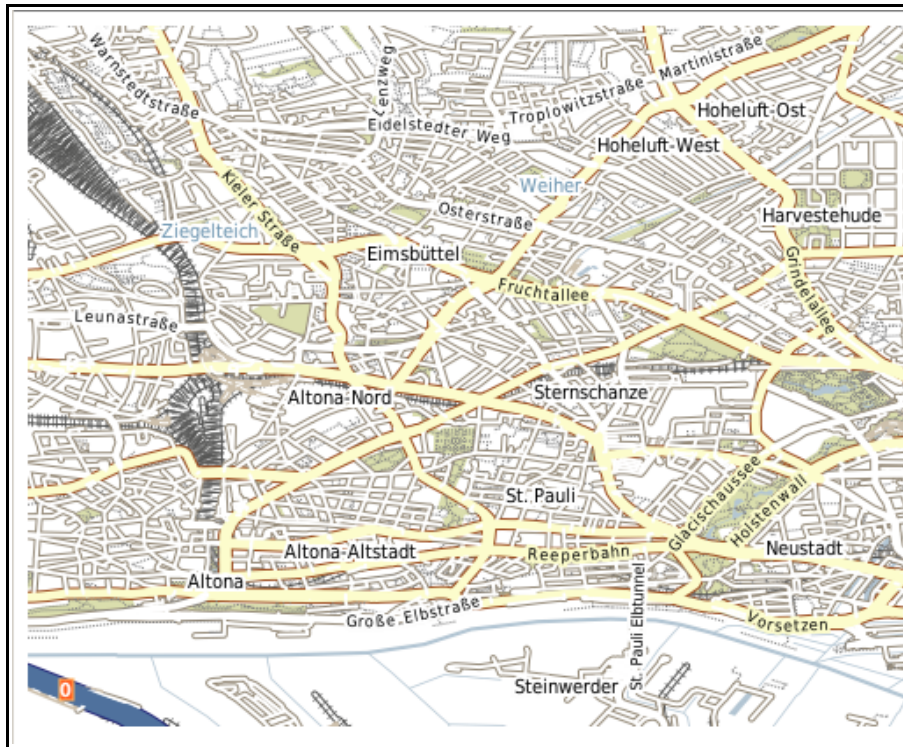 Warnstedtstraße
Lenzweg
Troplowitzstraße
Martinistraße
Eidelstedter Weg
Hoheluft-Ost
Hoheluft-West
Weiher
Kieler Straße
Osterstraße
Harvestehude
Ziegelteich
Eimsbüttel
Grindelallee
Fruchtallee
Leunastraße
Altona-Nord
Sternschanze
St. Pauli
Glacischaussee
Holstenwall
Altona-Altstadt
Reeperbahn
Neustadt
Altona
St. Pauli Elbtunnel
Große Elbstraße
Vorsetzen
Steinwerder
0